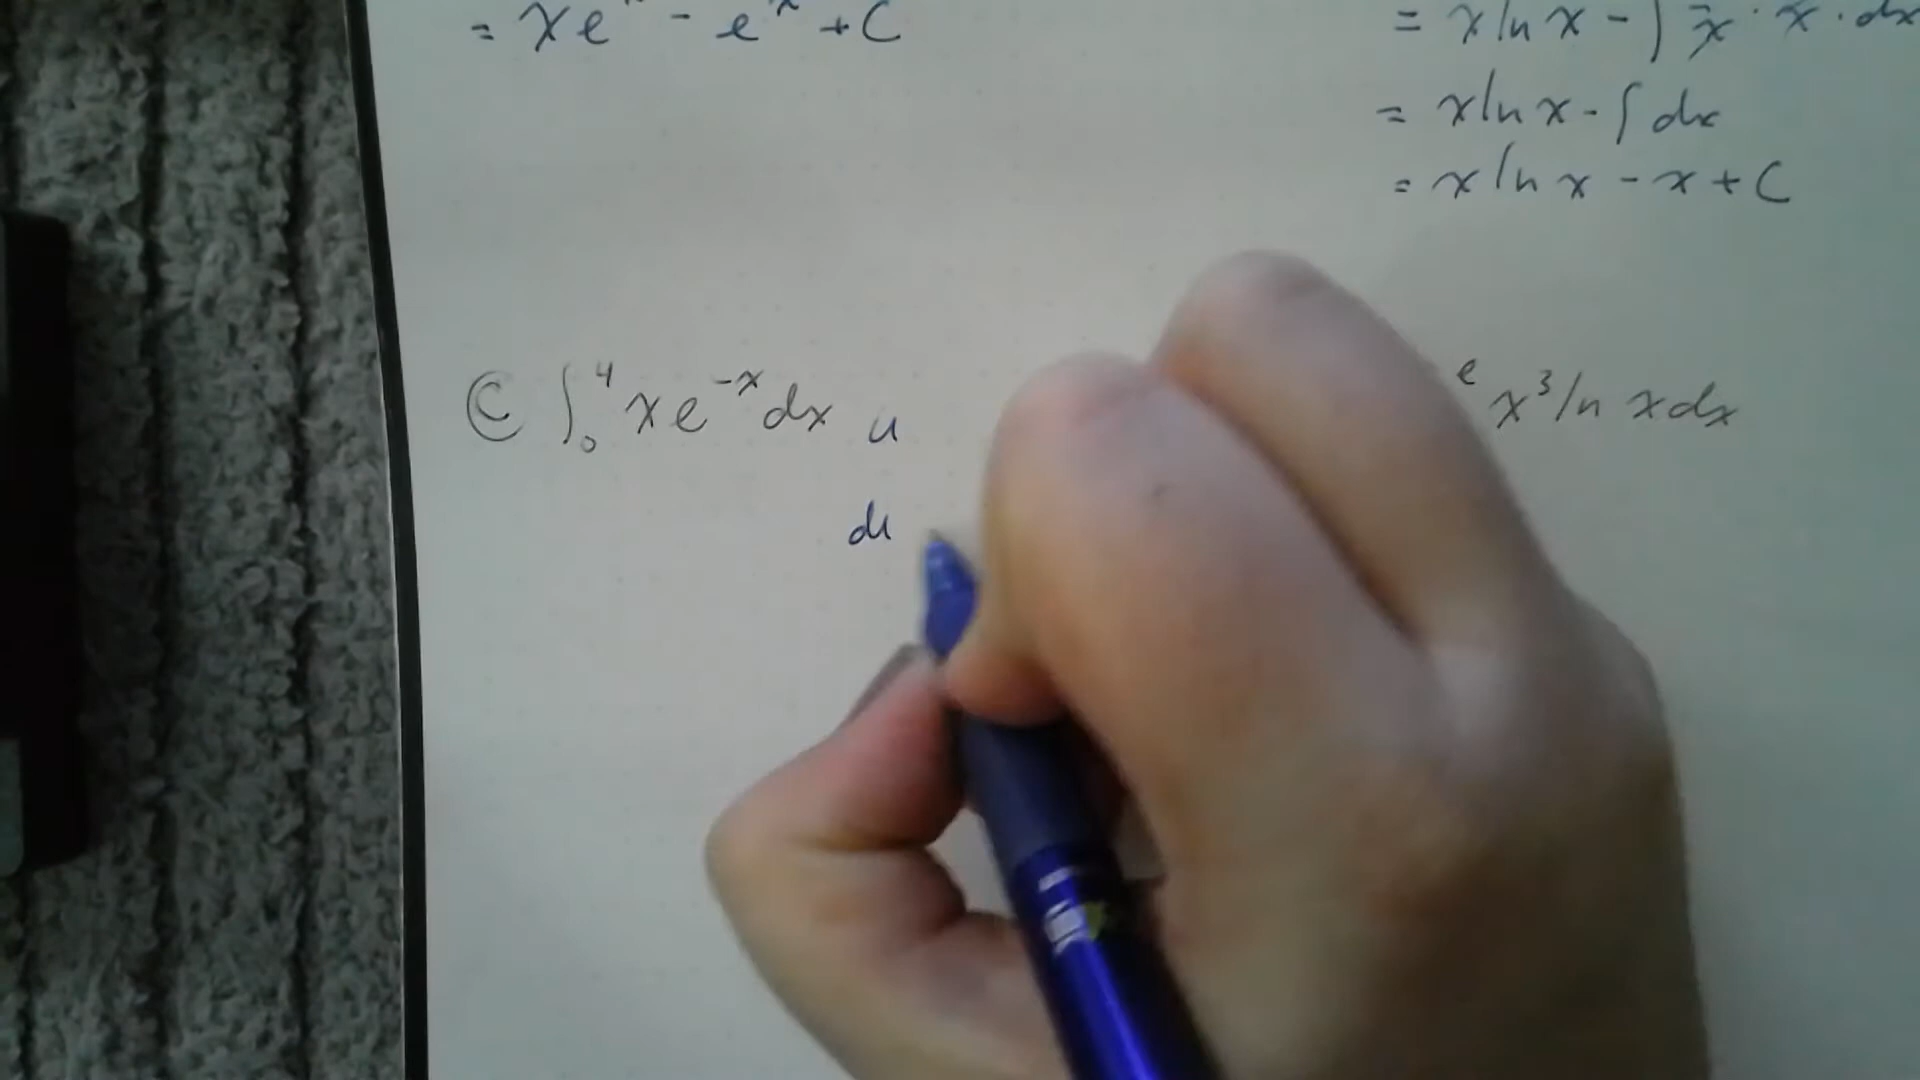 = xe^x - e^x + C
= x ln x - ∫ 1/x · x · dx
= x ln x - ∫ dx
= x ln x - x + C
Ⓒ ∫₀⁴ xe^-x dx u
e x³ ln x dx
du